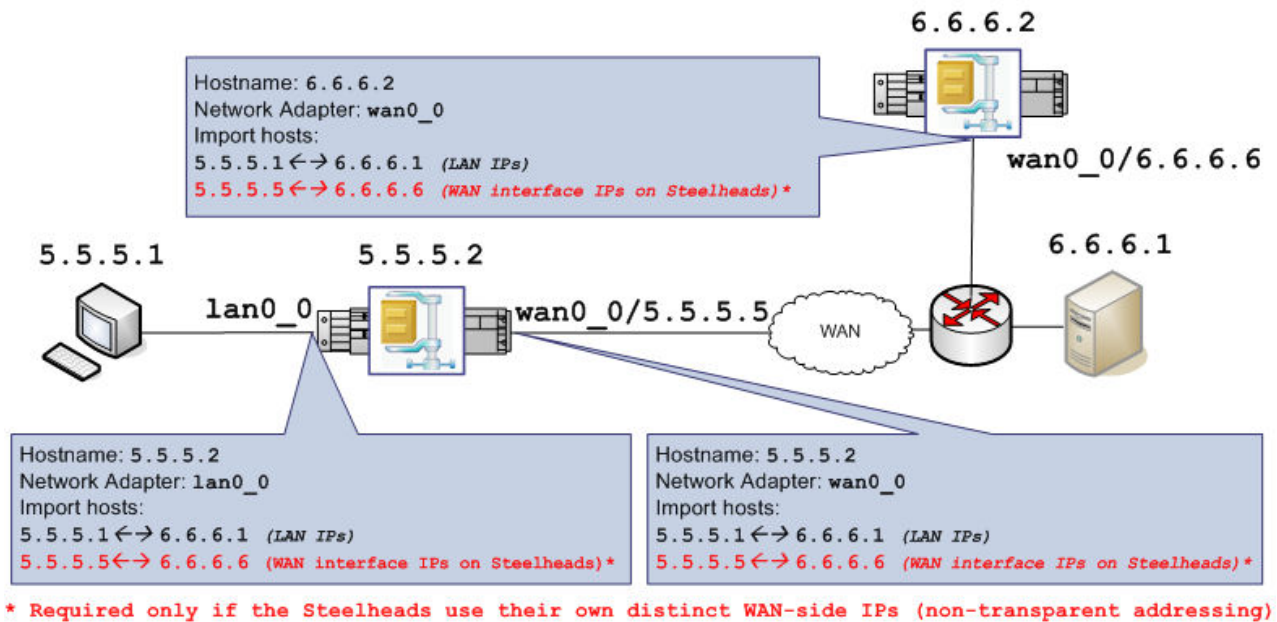 6.6.6.2
Hostname: 6.6.6.2
Network Adapter: wan0_0
Import hosts:
5.5.5.1←→6.6.6.1 (LAN IPs)
5.5.5.5←→6.6.6.6 (WAN interface IPs on Steelheads)*
wan0_0/6.6.6.6
5.5.5.1
5.5.5.2
6.6.6.1
lan0_0
wan0_0/5.5.5.5
WAN
Hostname: 5.5.5.2
Network Adapter: lan0_0
Import hosts:
5.5.5.1←→6.6.6.1 (LAN IPs)
5.5.5.5←→6.6.6.6 (WAN interface IPs on Steelheads)*
Hostname: 5.5.5.2
Network Adapter: wan0_0
Import hosts:
5.5.5.1←→6.6.6.1 (LAN IPs)
5.5.5.5←→6.6.6.6 (WAN interface IPs on Steelheads)*
* Required only if the Steelheads use their own distinct WAN-side IPs (non-transparent addressing)